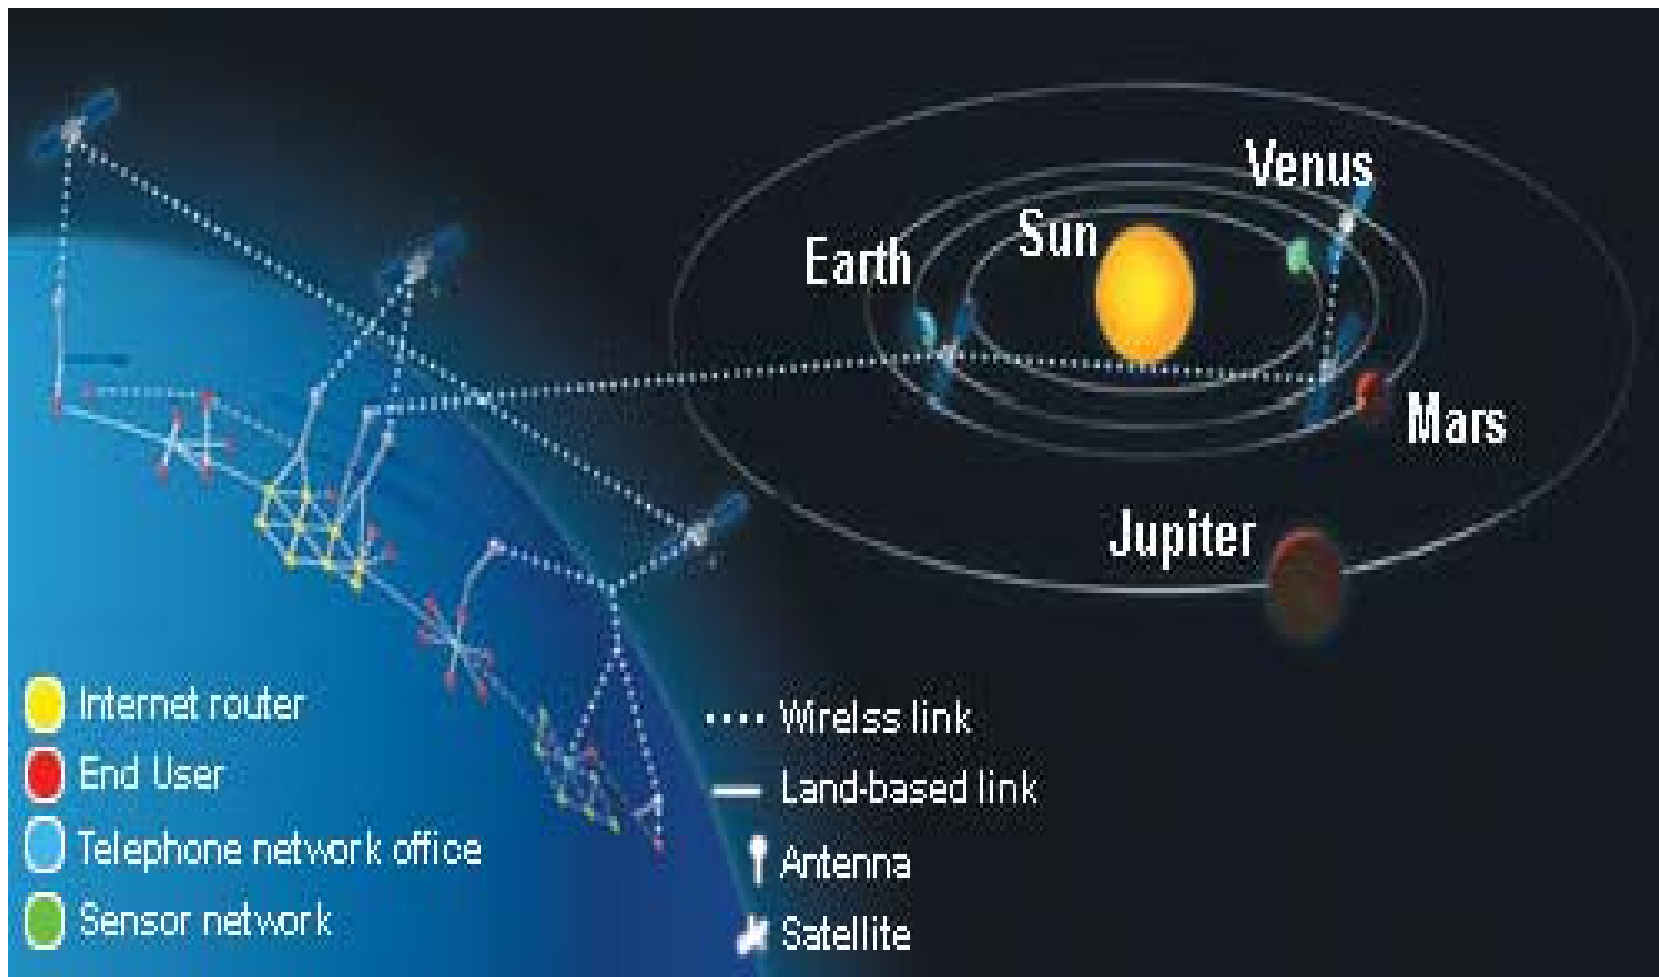 Venus
Sun
Earth
Mars
Jupiter
Internet router
End User
Telephone network office
Sensor network
Wirelss link
Land-based link
Antenna
Satellite